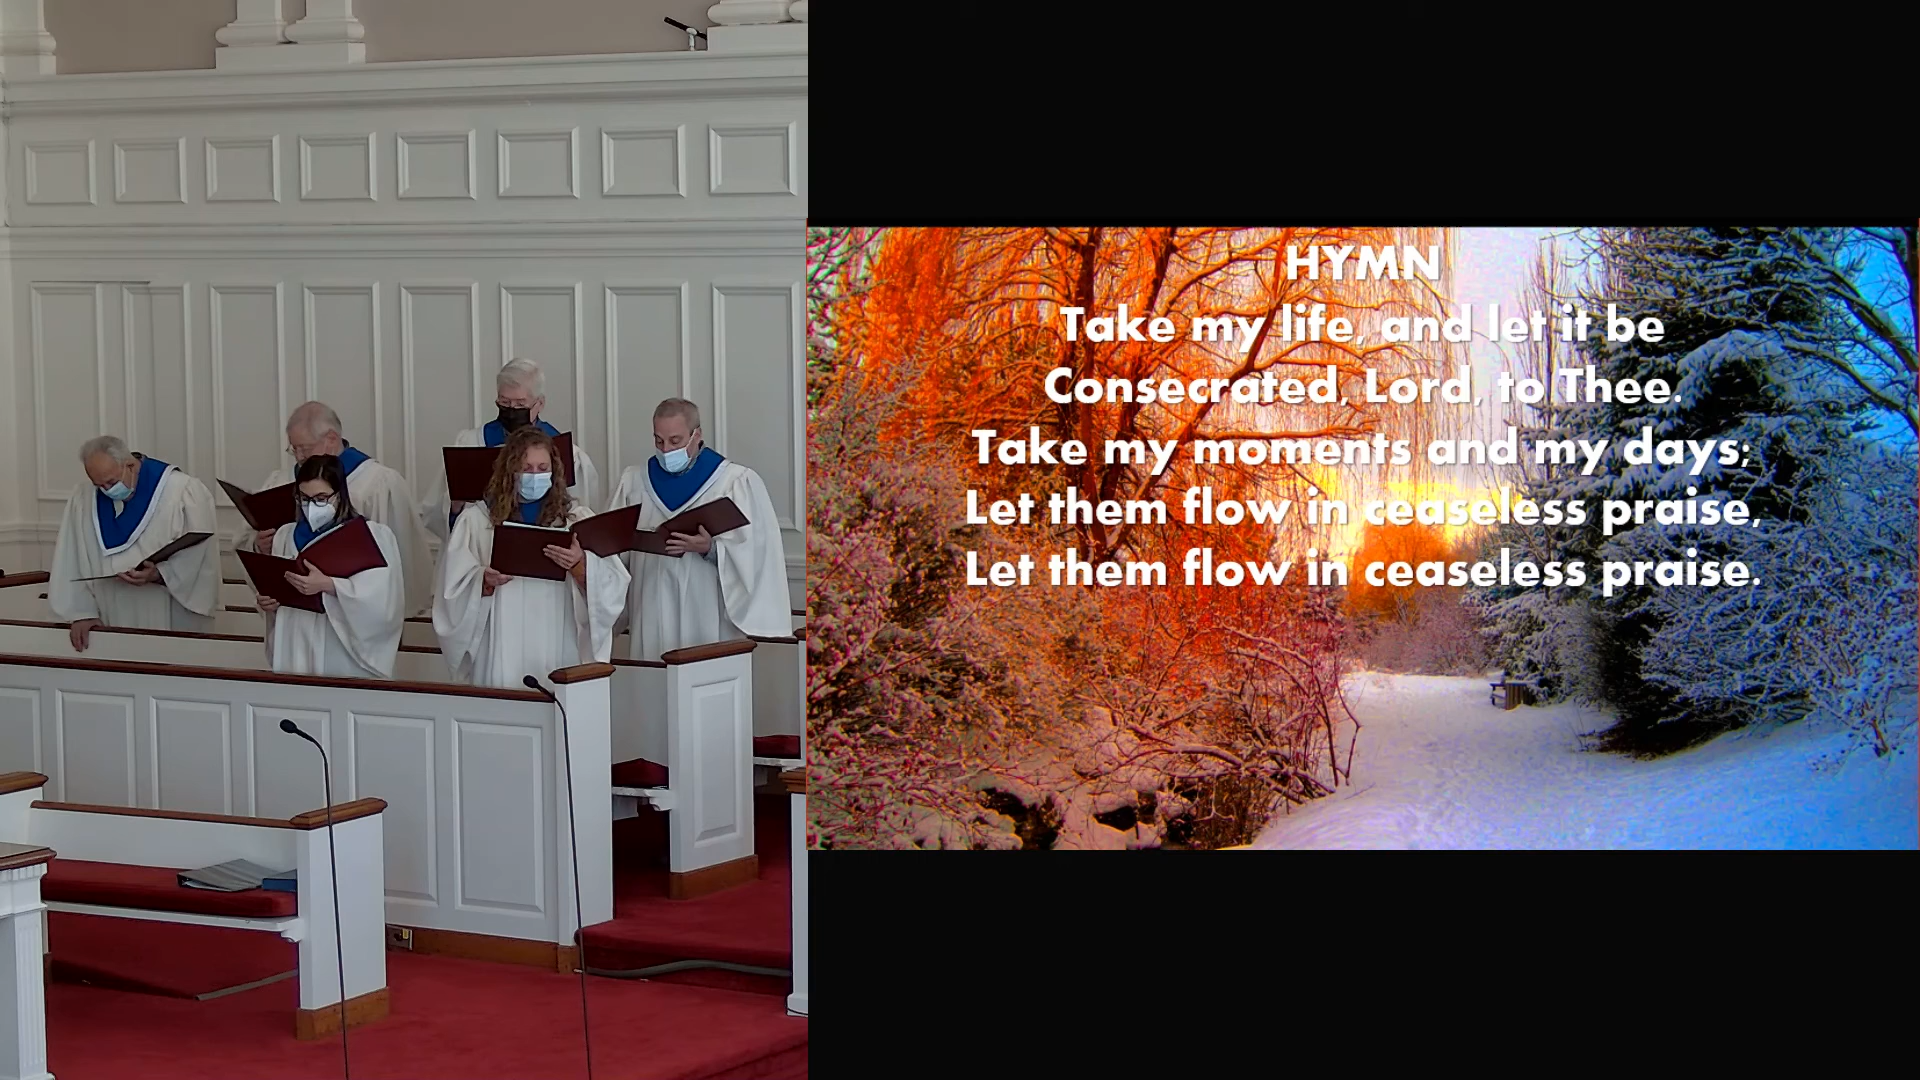 HYMN
Take my life, and let it be
Consecrated, Lord, to Thee.
Take my moments and my days;
Let them flow in ceaseless praise,
Let them flow in ceaseless praise.